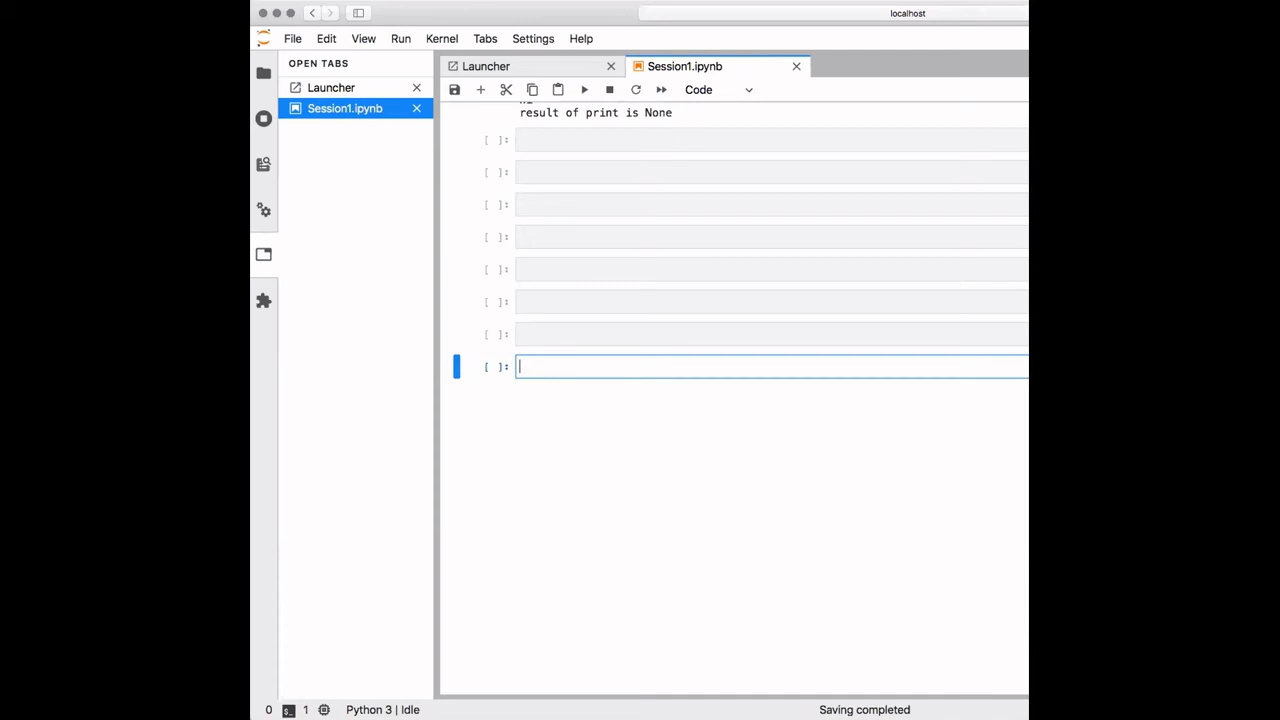 localhost
File Edit View Run Kernel Tabs Settings Help
OPEN TABS
Launcher
Session1.ipynb
Launcher
Session1.ipynb
Code
result of print is None
[ ]:
[ ]:
[ ]:
[ ]:
[ ]:
[ ]:
[ ]:
[ ]:
0 $_ 1 Python 3 | Idle Saving completed